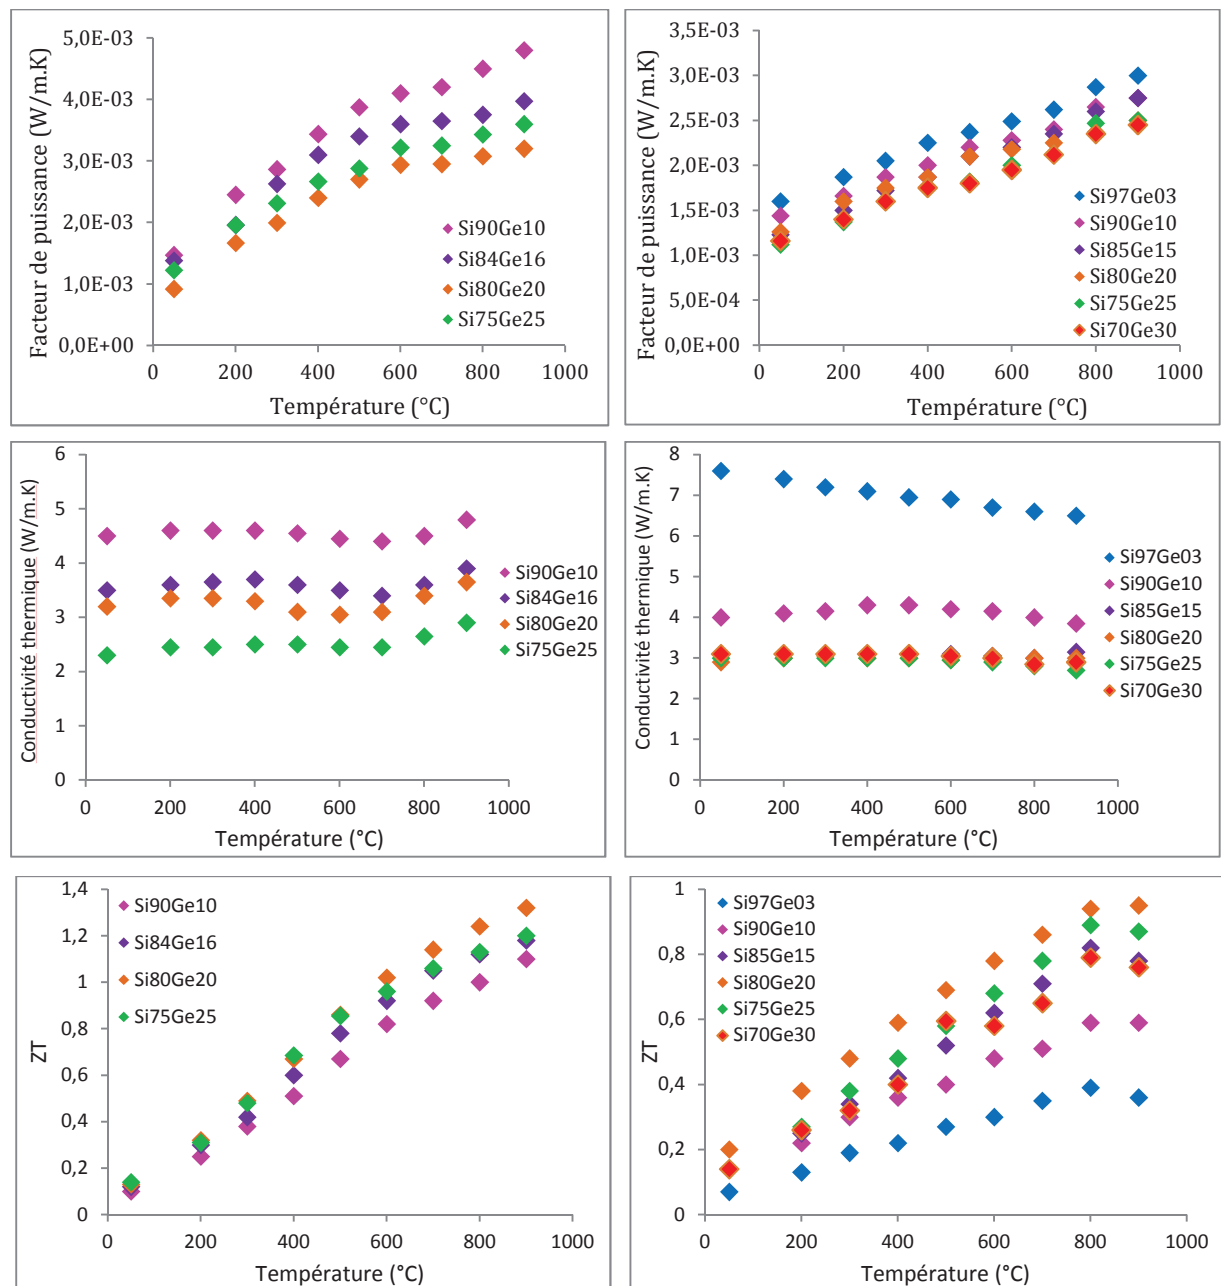 5,0E-03
4,0E-03
3,0E-03
2,0E-03
1,0E-03
0,0E+00
Facteur de puissance (W/m.K)
0 200 400 600 800 1000
Température (°C)
Si90Ge10
Si84Ge16
Si80Ge20
Si75Ge25
3,5E-03
3,0E-03
2,5E-03
2,0E-03
1,5E-03
1,0E-03
5,0E-04
0,0E+00
Facteur de puissance (W/m.K)
0 200 400 600 800 1000
Température (°C)
Si97Ge03
Si90Ge10
Si85Ge15
Si80Ge20
Si75Ge25
Si70Ge30
6
5
4
3
2
1
0
Conductivité thermique (W/m.K)
0 200 400 600 800 1000
Température (°C)
Si90Ge10
Si84Ge16
Si80Ge20
Si75Ge25
8
7
6
5
4
3
2
1
0
Conductivité thermique (W/m.K)
0 200 400 600 800 1000
Température (°C)
Si97Ge03
Si90Ge10
Si85Ge15
Si80Ge20
Si75Ge25
Si70Ge30
1,4
1,2
1
0,8
0,6
0,4
0,2
0
ZT
0 200 400 600 800 1000
Température (°C)
Si90Ge10
Si84Ge16
Si80Ge20
Si75Ge25
1
0,8
0,6
0,4
0,2
0
ZT
0 200 400 600 800 1000
Température (°C)
Si97Ge03
Si90Ge10
Si85Ge15
Si80Ge20
Si75Ge25
Si70Ge30